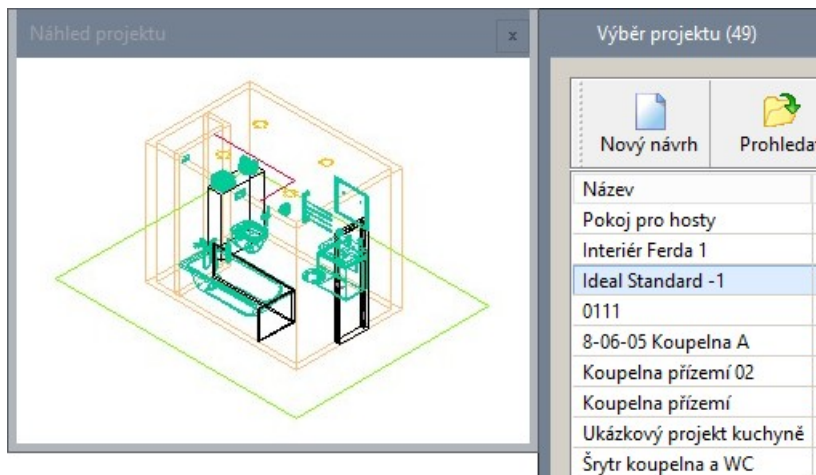 Náhled projektu
x
Výběr projektu (49)
Nový návrh
Prohledat
Název
Pokoj pro hosty
Interiér Ferda 1
Ideal Standard -1
0111
8-06-05 Koupelna A
Koupelna přízemí 02
Koupelna přízemí
Ukázkový projekt kuchyně
Šrytr koupelna a WC